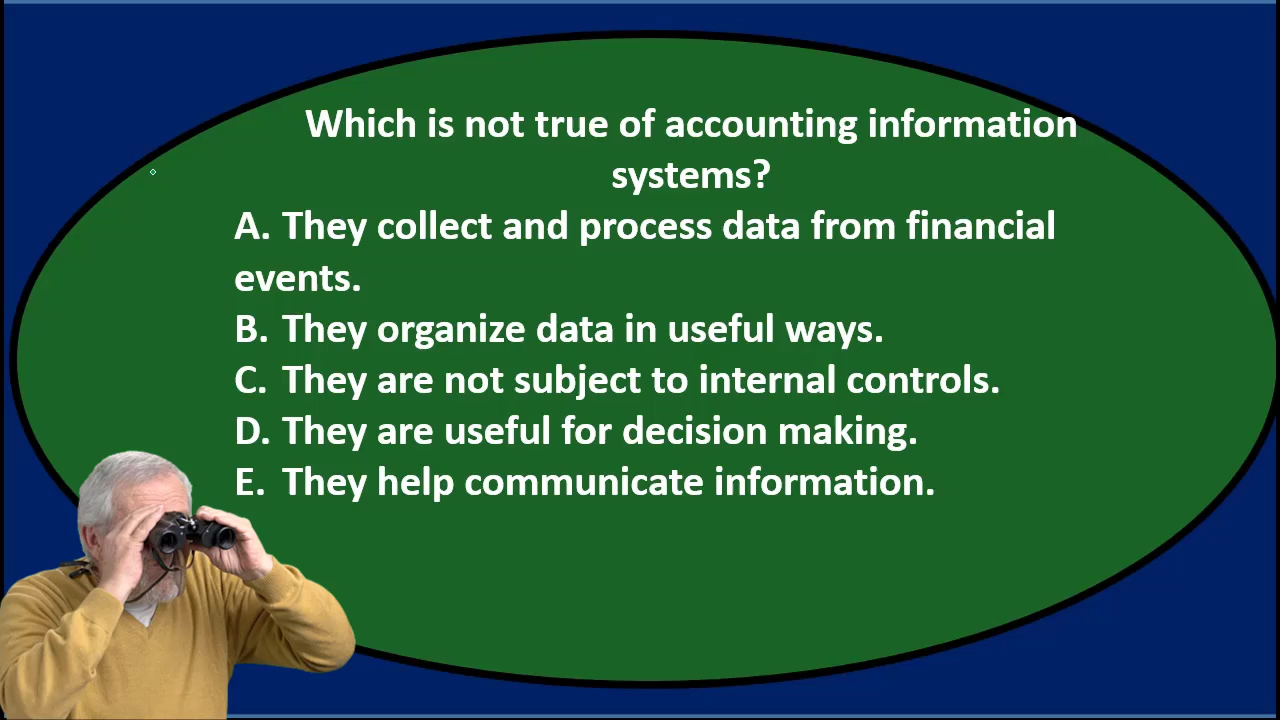 Which is not true of accounting information
systems?
A. They collect and process data from financial
events.
B. They organize data in useful ways.
C. They are not subject to internal controls.
D. They are useful for decision making.
E. They help communicate information.